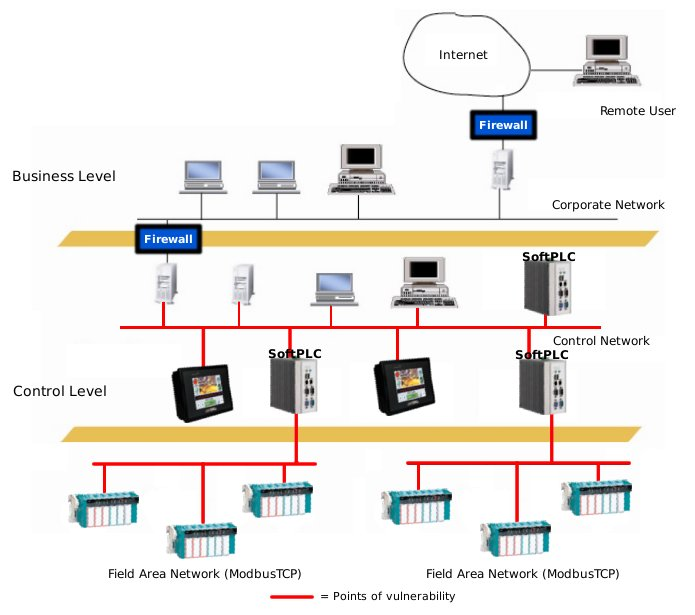 Internet
Remote User
Firewall
Business Level
Corporate Network
Firewall
SoftPLC
Control Network
SoftPLC
SoftPLC
Control Level
Field Area Network (ModbusTCP)
Field Area Network (ModbusTCP)
= Points of vulnerability